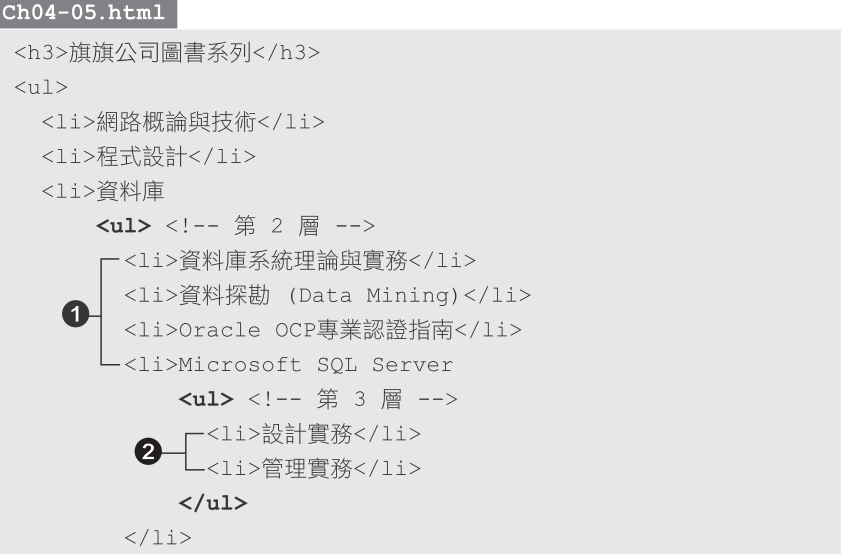 Ch04-05.html
<h3>旗旗公司圖書系列</h3>
<ul>
<li>網路概論與技術</li>
<li>程式設計</li>
<li>資料庫
<ul> <!-- 第 2 層 -->
<li>資料庫系統理論與實務</li>
<li>資料探勘 (Data Mining)</li>
1
<li>Oracle OCP專業認證指南</li>
<li>Microsoft SQL Server
<ul> <!-- 第 3 層 -->
<li>設計實務</li>
2
<li>管理實務</li>
</ul>
</li>